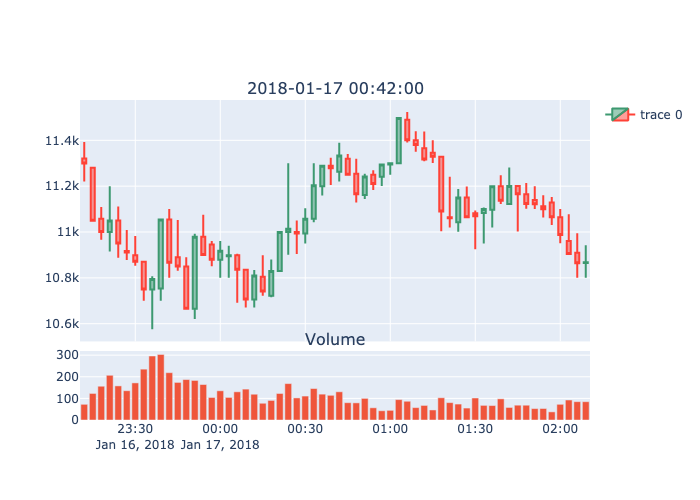 2018-01-17 00:42:00
trace 0
11.4k
11.2k
11k
10.8k
10.6k
Volume
300
200
100
0
23:30 00:00 00:30 01:00 01:30 02:00
Jan 16, 2018 Jan 17, 2018